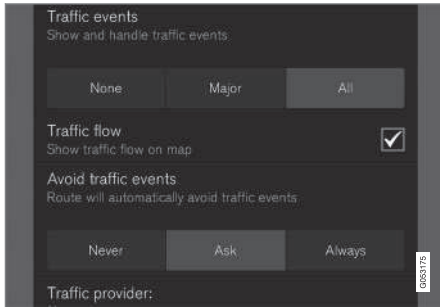 Traffic events
Show and handle traffic events
None Major All
Traffic flow
Show traffic flow on map
Avoid traffic events
Route will automatically avoid traffic events
Never Ask Always
G053175
Traffic provider: